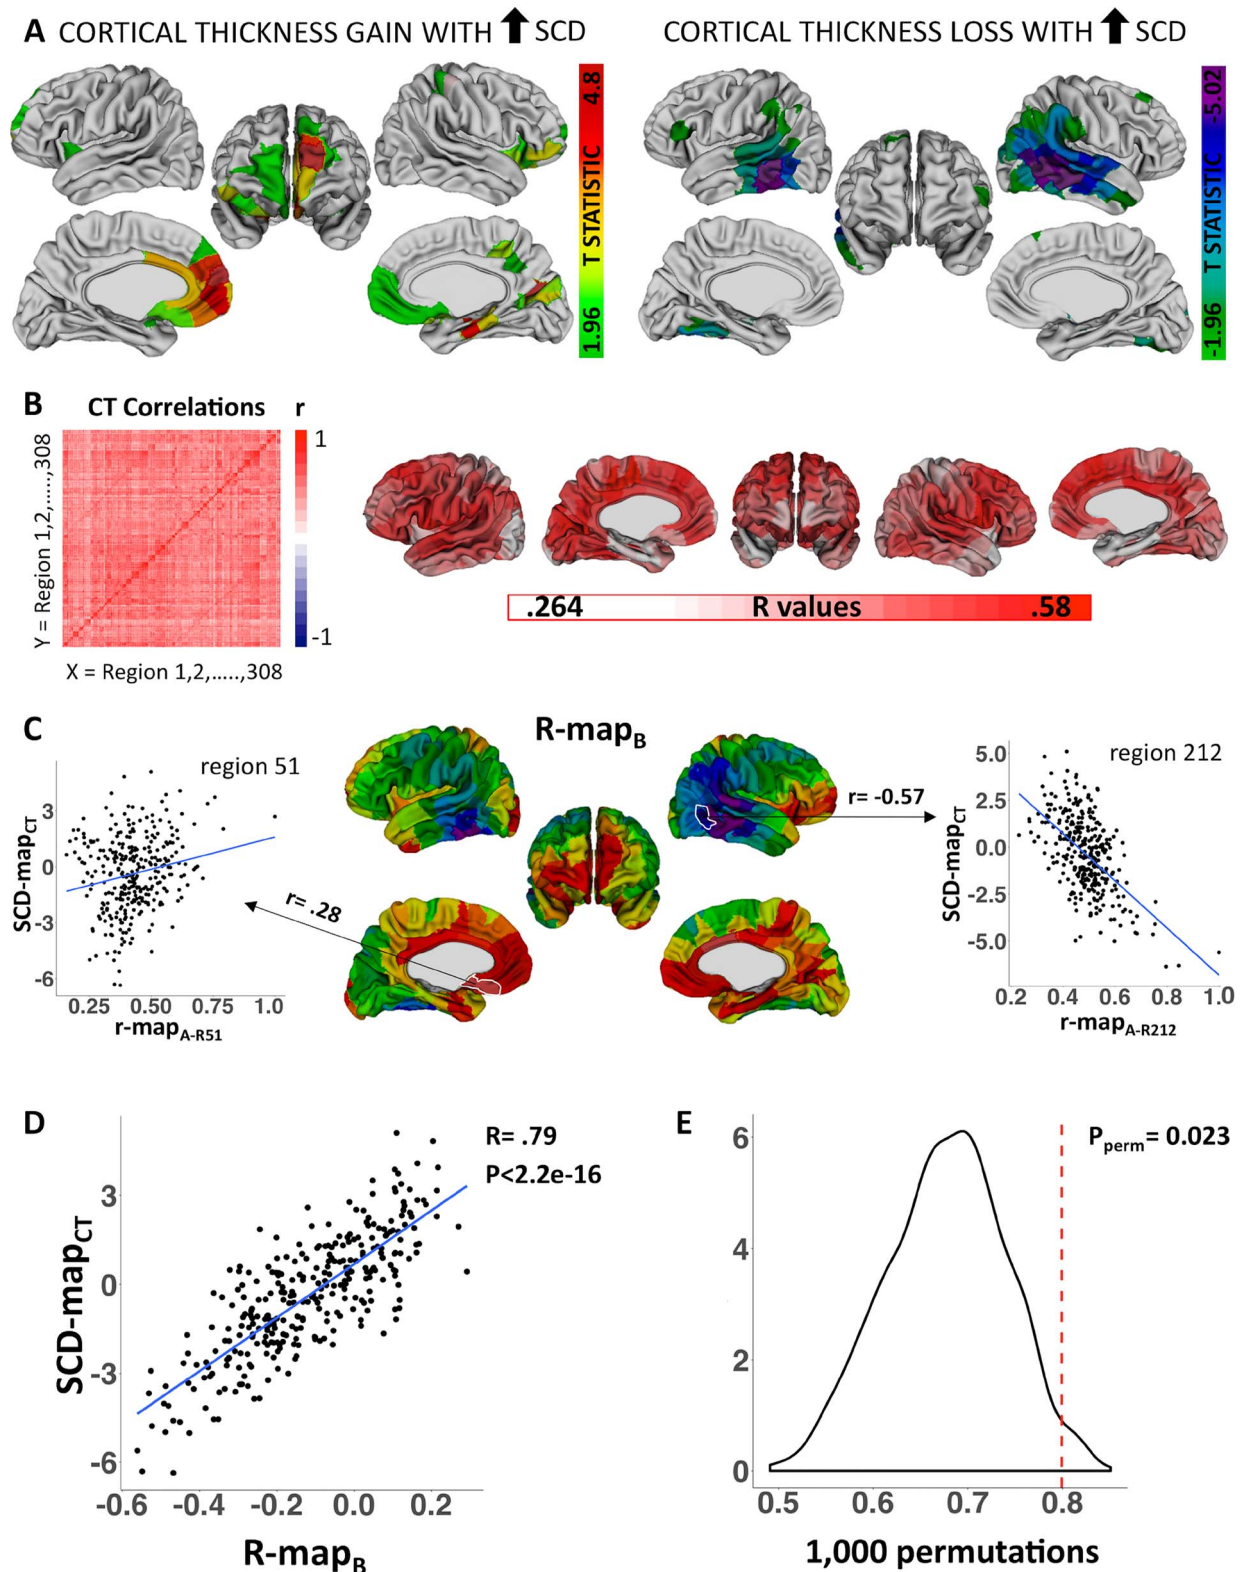 A CORTICAL THICKNESS GAIN WITH ⬆ SCD
CORTICAL THICKNESS LOSS WITH ⬆ SCD
1.96 T STATISTIC 4.8
-1.96 T STATISTIC -5.02
B
CT Correlations r
1
-1
Y = Region 1,2,.....,308
X = Region 1,2,.....,308
.264 R values .58
C
R-mapB
region 51
SCD-mapCT
3
0
-3
-6
0.25 0.50 0.75 1.0
r-mapA-R51
r= .28
r= -0.57
region 212
SCD-mapCT
5.0
2.5
0.0
-2.5
-5.0
0.2 0.4 0.6 0.8 1.0
r-mapA-R212
D
R= .79
P<2.2e-16
SCD-mapCT
3
0
-3
-6
-0.6 -0.4 -0.2 0.0 0.2
R-mapB
E
Pperm= 0.023
6
4
2
0
0.5 0.6 0.7 0.8
1,000 permutations